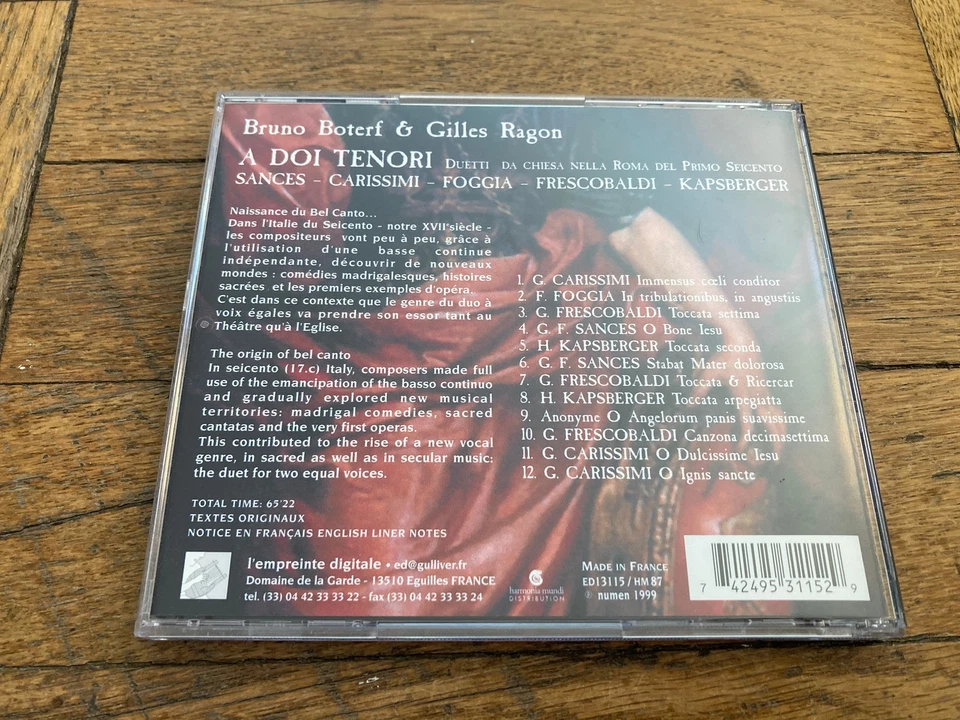 Bruno Boterf & Gilles Ragon
A DOI TENORI Duetti da chiesa nella Roma del Primo Seicento
SANCES - CARISSIMI - FOGGIA - FRESCOBALDI - KAPSBERGER
Naissance du Bel Canto...
Dans l'Italie du Seicento - notre XVIIe siècle -
les compositeurs vont peu à peu, grâce à
l'utilisation d'une basse continue
indépendante, découvrir de nouveaux
mondes : comédies madrigalesques, histoires
sacrées et les premiers exemples d'opéra.
C'est dans ce contexte que le genre du duo à
voix égales va prendre son essor tant au
Théâtre qu'à l'Eglise.
The origin of bel canto
In seicento (17.c) Italy, composers made full
use of the emancipation of the basso continuo
and gradually explored new musical
territories: madrigal comedies, sacred
cantatas and the very first operas.
This contributed to the rise of a new vocal
genre, in sacred as well as in secular music:
the duet for two equal voices.
1. G. CARISSIMI Immensus cœli conditor
2. F. FOGGIA In tribulationibus, in angustiis
3. G. FRESCOBALDI Toccata settima
4. G. F. SANCES O Bone Iesu
5. H. KAPSBERGER Toccata seconda
6. G. F. SANCES Stabat Mater dolorosa
7. G. FRESCOBALDI Toccata & Ricercar
8. H. KAPSBERGER Toccata arpegiatta
9. Anonyme O Angelorum panis suavissime
10. G. FRESCOBALDI Canzona decimasettima
11. G. CARISSIMI O Dulcissime Iesu
12. G. CARISSIMI O Ignis sancte
TOTAL TIME: 65'22
TEXTES ORIGINAUX
NOTICE EN FRANÇAIS ENGLISH LINER NOTES
l'empreinte digitale • ed@gulliver.fr
Domaine de la Garde - 13510 Eguilles FRANCE
tel. (33) 04 42 33 33 22 - fax (33) 04 42 33 33 24
harmonia mundi
DISTRIBUTION
Made in France
ED13115 / HM 87
℗ numen 1999
7 42495 31152 9